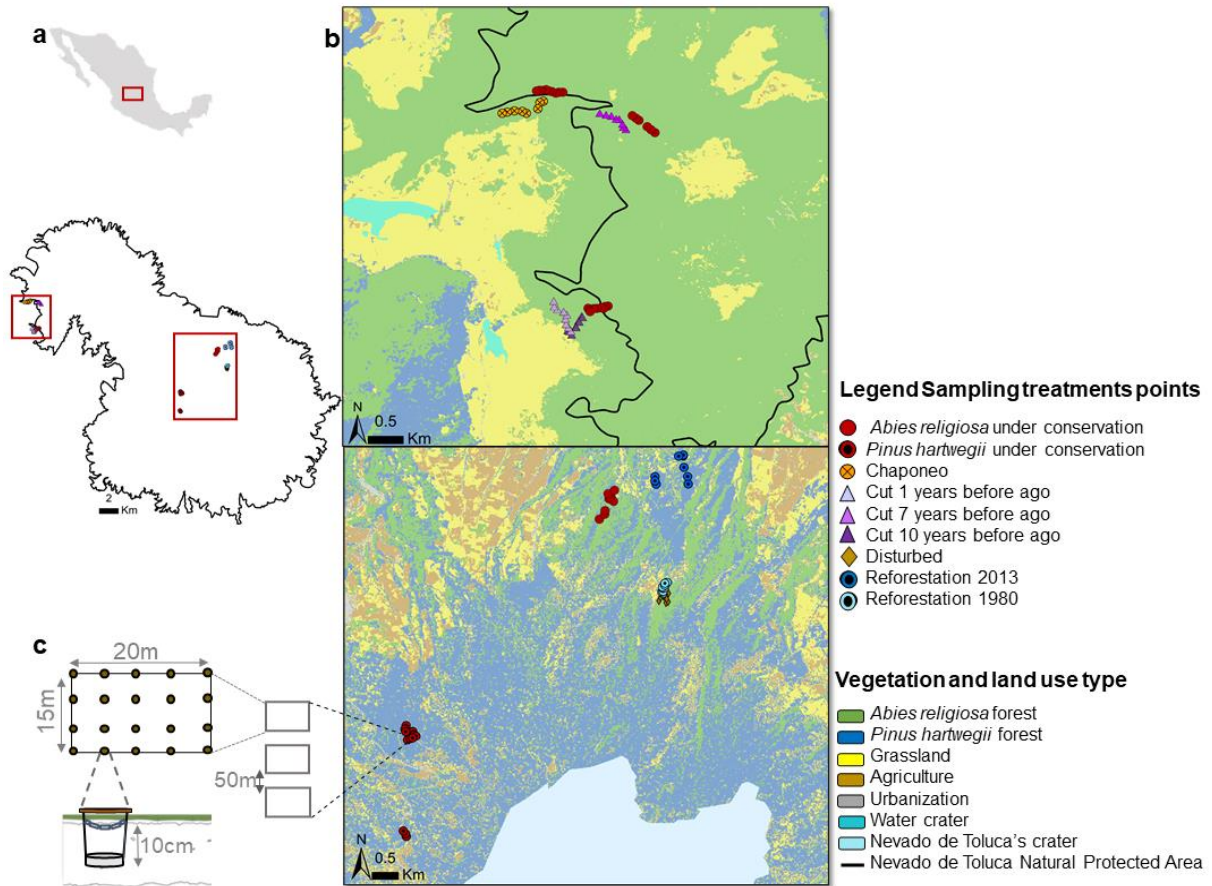 a
b
N
0.5
Km
2
Km
N
0.5
Km
c
20m
15m
50m
10cm
Legend Sampling treatments points
Abies religiosa under conservation
Pinus hartwegii under conservation
Chaponeo
Cut 1 years before ago
Cut 7 years before ago
Cut 10 years before ago
Disturbed
Reforestation 2013
Reforestation 1980
Vegetation and land use type
Abies religiosa forest
Pinus hartwegii forest
Grassland
Agriculture
Urbanization
Water crater
Nevado de Toluca's crater
Nevado de Toluca Natural Protected Area